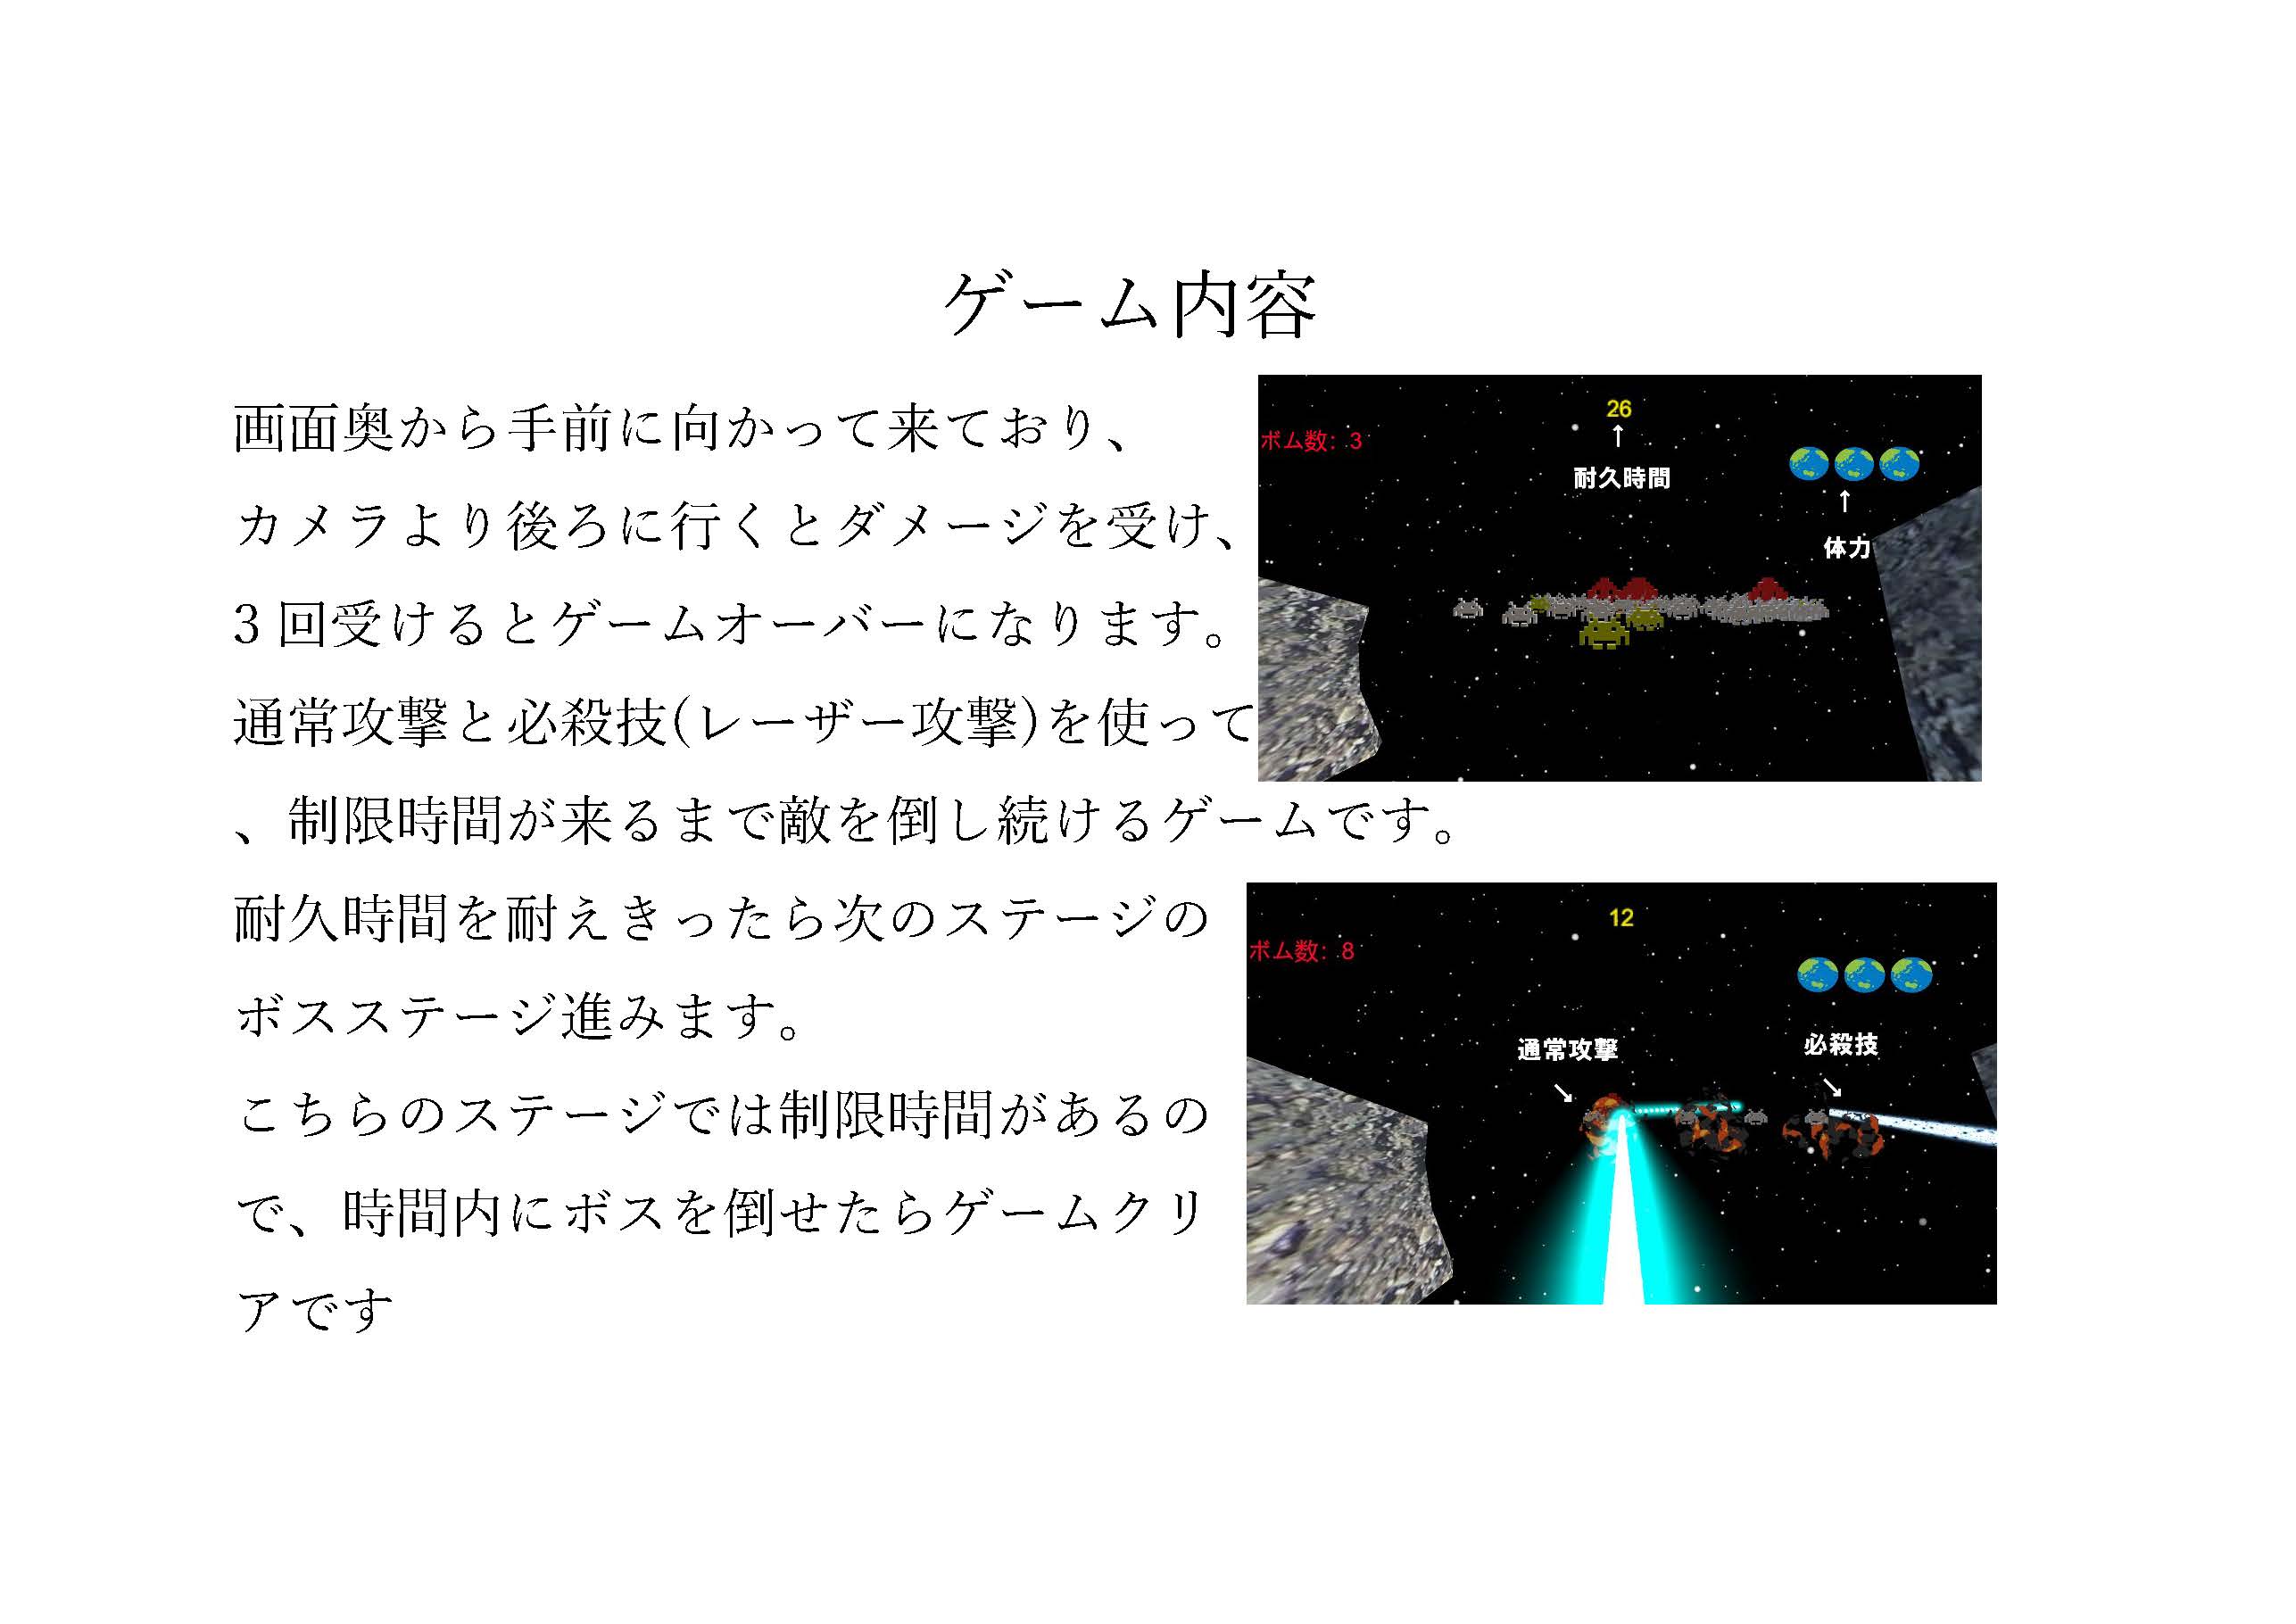 ゲーム内容
画面奥から手前に向かって来ており、
カメラより後ろに行くとダメージを受け、
3回受けるとゲームオーバーになります。
通常攻撃と必殺技(レーザー攻撃)を使って
、制限時間が来るまで敵を倒し続けるゲームです。
耐久時間を耐えきったら次のステージの
ボスステージ進みます。
こちらのステージでは制限時間があるの
で、時間内にボスを倒せたらゲームクリ
アです
26
↑
ボム数: 3
耐久時間
↑
体力
12
ボム数: 8
通常攻撃
↘
必殺技
↘